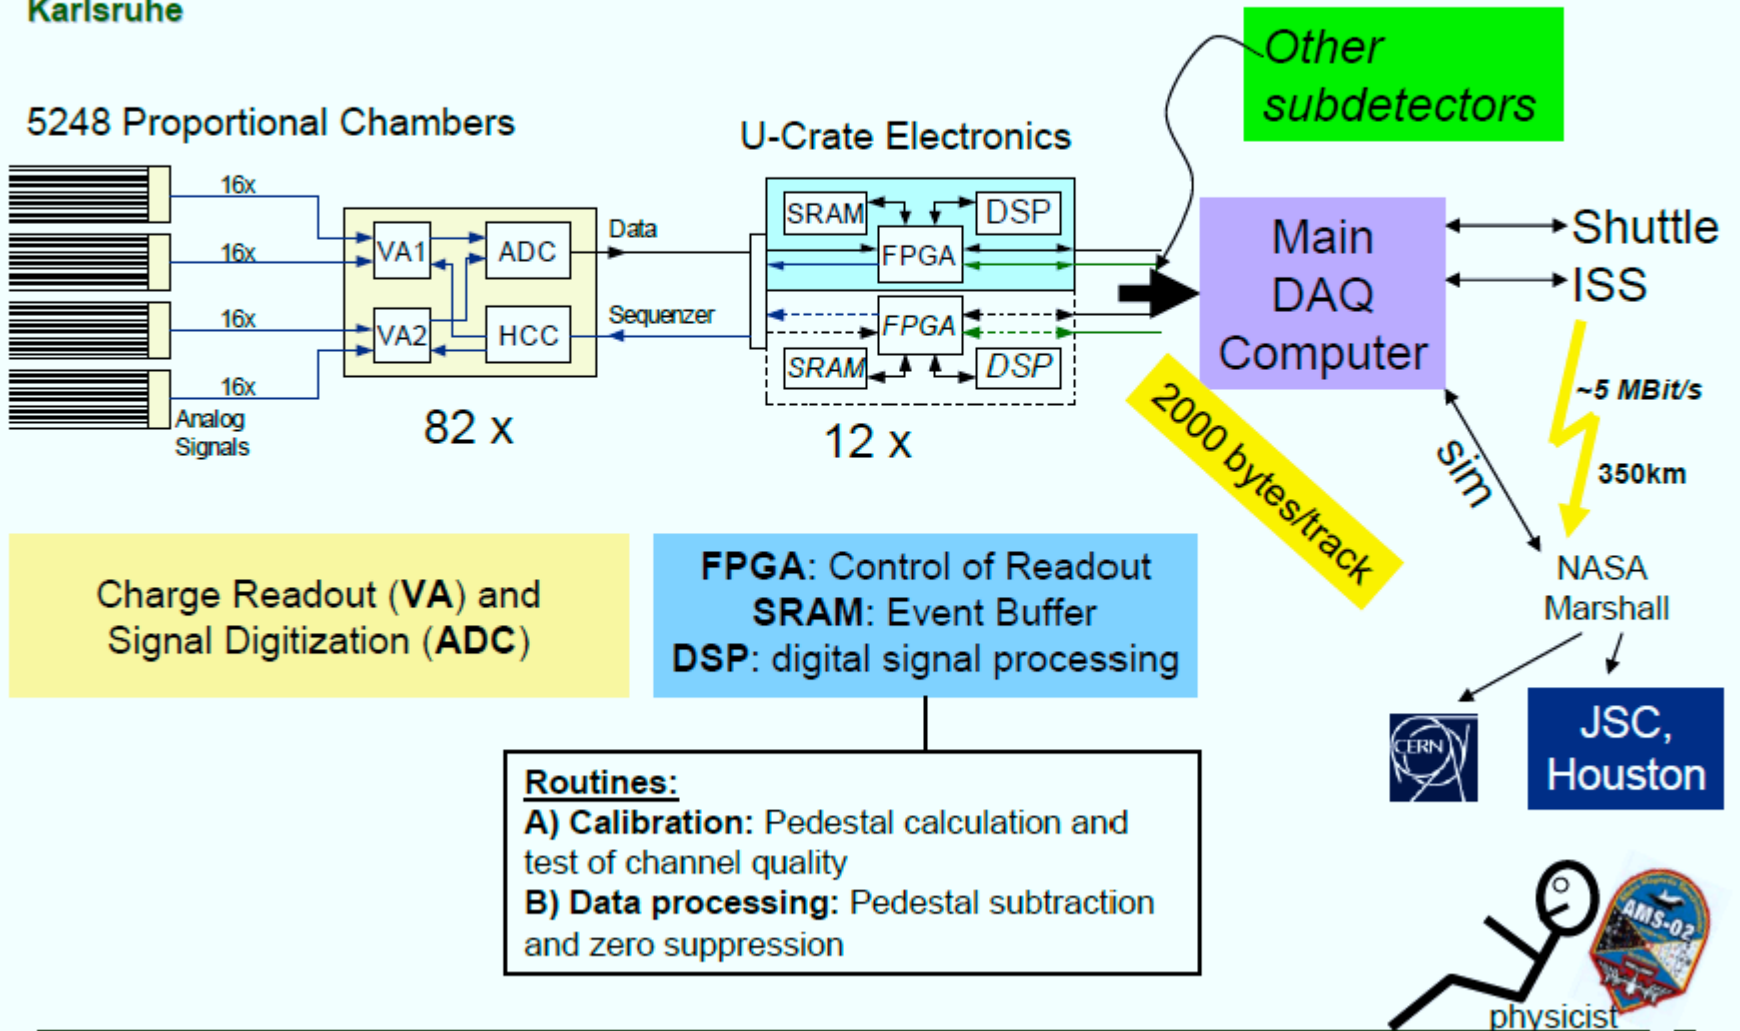 Karlsruhe
Other
subdetectors
5248 Proportional Chambers
U-Crate Electronics
16x
16x
16x
16x
Analog
Signals
VA1
ADC
VA2
HCC
82 x
Data
Sequenzer
SRAM
DSP
FPGA
FPGA
SRAM
DSP
12 x
Main
DAQ
Computer
Shuttle
ISS
2000 bytes/track
sim
~5 MBit/s
350km
NASA
Marshall
CERN
JSC,
Houston
Charge Readout (VA) and
Signal Digitization (ADC)
FPGA: Control of Readout
SRAM: Event Buffer
DSP: digital signal processing
Routines:
A) Calibration: Pedestal calculation and
test of channel quality
B) Data processing: Pedestal subtraction
and zero suppression
AMS-02
physicist